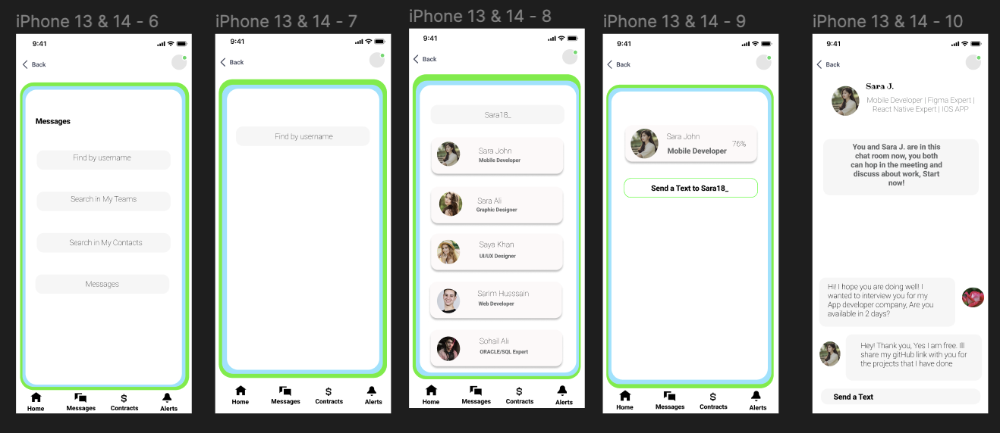 iPhone 13 & 14 - 6
9:41
Back
Messages
Find by username
Search in My Teams
Search in My Contacts
Messages
Home
Messages
$
Contracts
Alerts
iPhone 13 & 14 - 7
9:41
Back
Find by username
Home
Messages
$
Contracts
Alerts
iPhone 13 & 14 - 8
9:41
Back
Sara18_
Sara John
Mobile Developer
Sara Ali
Graphic Designer
Saya Khan
UI/UX Designer
Sarim Husssain
Web Developer
Sohail Ali
ORACLE/SQL Expert
Home
Messages
$
Contracts
Alerts
iPhone 13 & 14 - 9
9:41
Back
Sara John
76%
Mobile Developer
Send a Text to Sara18_
Home
Messages
$
Contracts
Alerts
iPhone 13 & 14 - 10
9:41
Back
Sara J.
Mobile Developer | Figma Expert |
React Native Expert | IOS APP
You and Sara J. are in this
chat room now, you both
can hop in the meeting and
discuss about work, Start
now!
Hi! I hope you are doing well! I
wanted to interview you for my
App developer company, Are you
available in 2 days?
Hey! Thank you, Yes I am free. Ill
share my gitHub link with you for
the projects that I have done
Send a Text